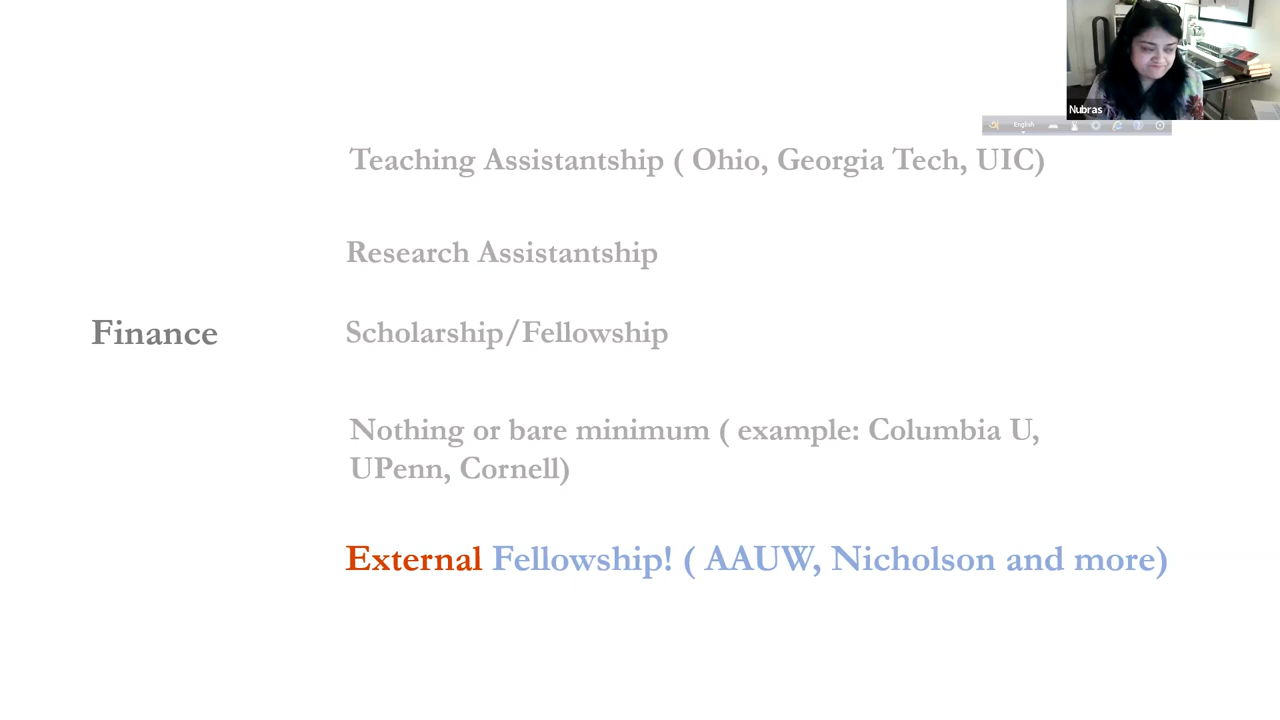 Nubras
English
Teaching Assistantship ( Ohio, Georgia Tech, UIC)
Research Assistantship
Finance
Scholarship/Fellowship
Nothing or bare minimum ( example: Columbia U,
UPenn, Cornell)
External Fellowship! ( AAUW, Nicholson and more)